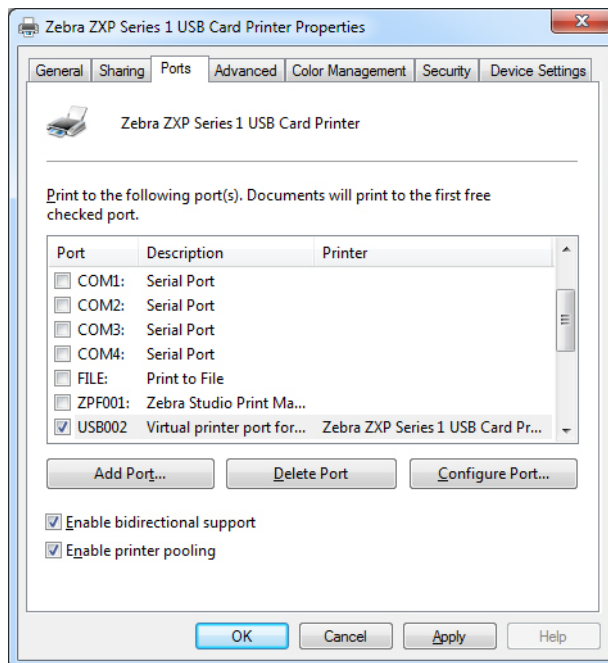 Zebra ZXP Series 1 USB Card Printer Properties
General Sharing Ports Advanced Color Management Security Device Settings
Zebra ZXP Series 1 USB Card Printer
Print to the following port(s). Documents will print to the first free
checked port.
Port Description Printer
COM1: Serial Port
COM2: Serial Port
COM3: Serial Port
COM4: Serial Port
FILE: Print to File
ZPF001: Zebra Studio Print Ma...
USB002 Virtual printer port for... Zebra ZXP Series 1 USB Card Pr...
Add Port... Delete Port Configure Port...
Enable bidirectional support
Enable printer pooling
OK Cancel Apply Help